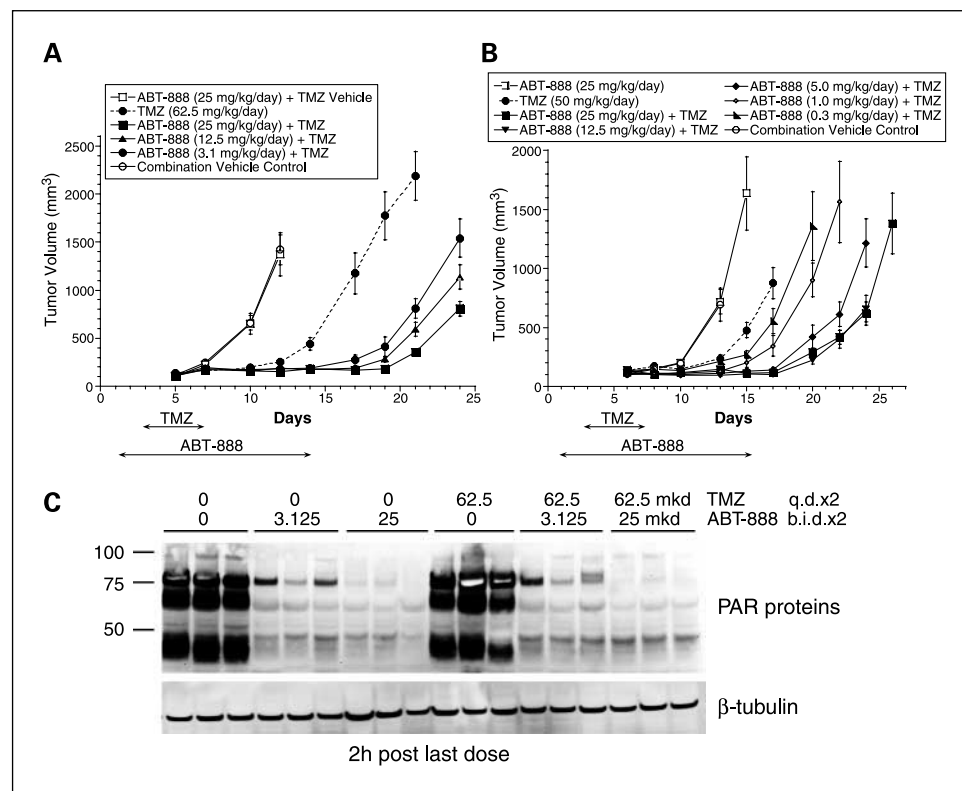 A
ABT-888 (25 mg/kg/day) + TMZ Vehicle
TMZ (62.5 mg/kg/day)
ABT-888 (25 mg/kg/day) + TMZ
ABT-888 (12.5 mg/kg/day) + TMZ
ABT-888 (3.1 mg/kg/day) + TMZ
Combination Vehicle Control
Tumor Volume (mm3)
2500
2000
1500
1000
500
0
0 5 10 15 20 25
Days
TMZ
ABT-888
B
ABT-888 (25 mg/kg/day)
TMZ (50 mg/kg/day)
ABT-888 (25 mg/kg/day) + TMZ
ABT-888 (12.5 mg/kg/day) + TMZ
ABT-888 (5.0 mg/kg/day) + TMZ
ABT-888 (1.0 mg/kg/day) + TMZ
ABT-888 (0.3 mg/kg/day) + TMZ
Combination Vehicle Control
Tumor Volume (mm3)
2000
1500
1000
500
0
0 5 10 15 20 25
Days
TMZ
ABT-888
C
0 0 0 62.5 62.5 62.5 mkd TMZ q.d.x2
0 3.125 25 0 3.125 25 mkd ABT-888 b.i.d.x2
100
75
50
PAR proteins
β-tubulin
2h post last dose